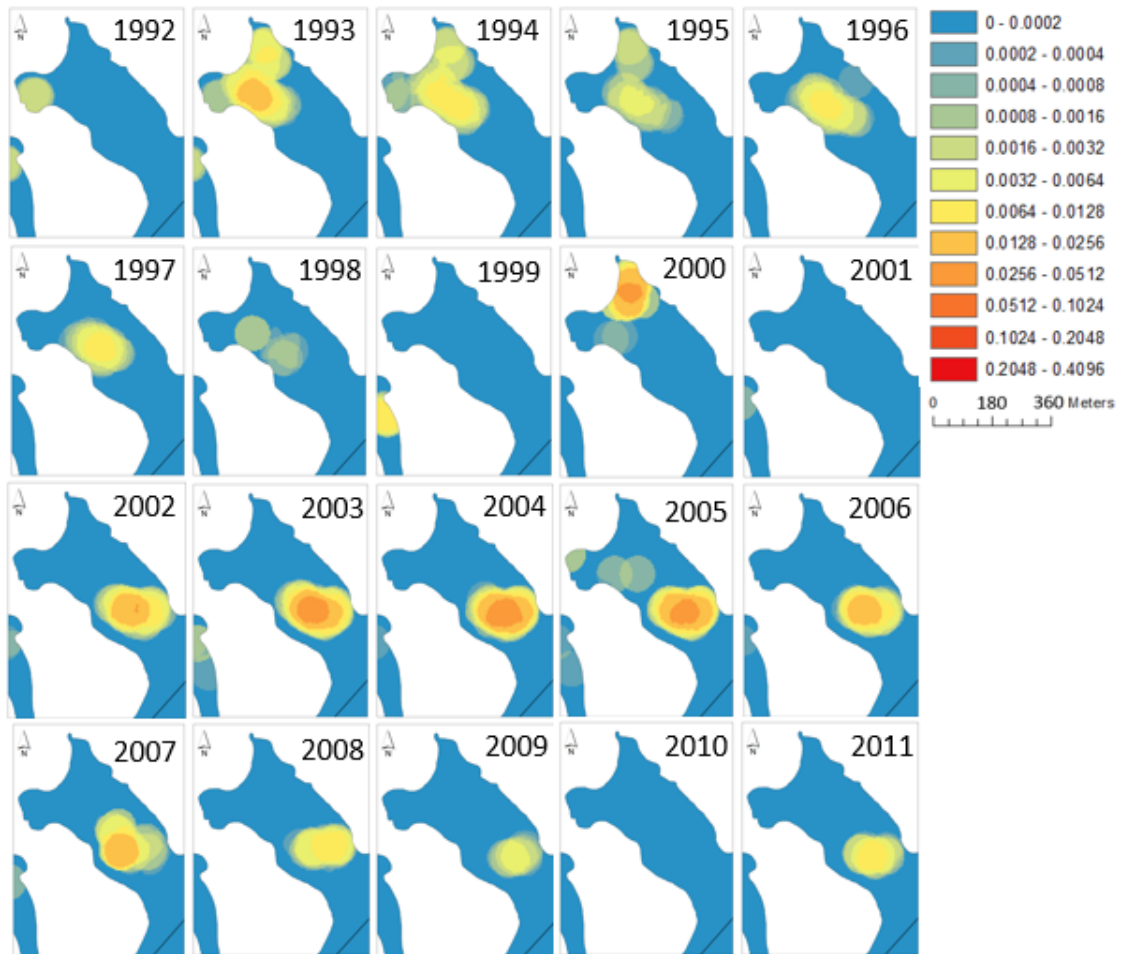 1992
1993
1994
1995
1996
N
N
N
N
N
0 - 0.0002
0.0002 - 0.0004
0.0004 - 0.0008
0.0008 - 0.0016
0.0016 - 0.0032
0.0032 - 0.0064
0.0064 - 0.0128
0.0128 - 0.0256
0.0256 - 0.0512
0.0512 - 0.1024
0.1024 - 0.2048
0.2048 - 0.4096
0 180 360 Meters
1997
1998
1999
2000
2001
N
N
N
N
N
2002
2003
2004
2005
2006
N
N
N
N
N
2007
2008
2009
2010
2011
N
N
N
N
N